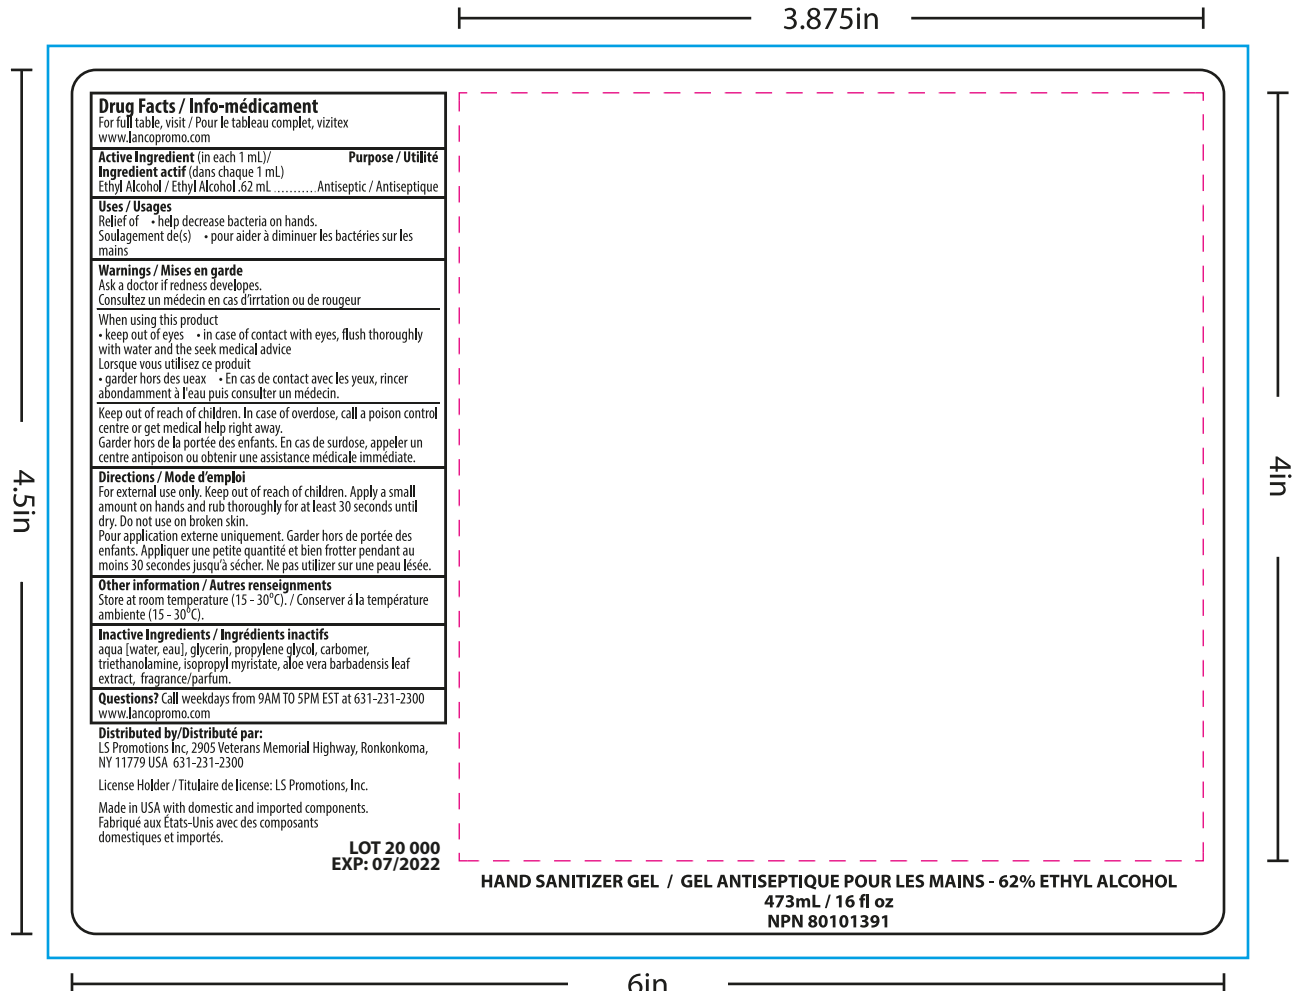 3.875in
Drug Facts / Info-médicament
For full table, visit / Pour le tableau complet, vizitex
www.lancopromo.com
Active Ingredient (in each 1 mL)/ Purpose / Utilité
Ingredient actif (dans chaque 1 mL)
Ethyl Alcohol / Ethyl Alcohol .62 mL ..........Antiseptic / Antiseptique
Uses / Usages
Relief of • help decrease bacteria on hands.
Soulagement de(s) • pour aider à diminuer les bactéries sur les
mains
Warnings / Mises en garde
Ask a doctor if redness developes.
Consultez un médecin en cas d'irrtation ou de rougeur
When using this product
• keep out of eyes • in case of contact with eyes, flush thoroughly
with water and the seek medical advice
Lorsque vous utilisez ce produit
• garder hors des ueax • En cas de contact avec les yeux, rincer
abondamment à l'eau puis consulter un médecin.
Keep out of reach of children. In case of overdose, call a poison control
centre or get medical help right away.
Garder hors de la portée des enfants. En cas de surdose, appeler un
centre antipoison ou obtenir une assistance médicale immédiate.
Directions / Mode d'emploi
For external use only. Keep out of reach of children. Apply a small
amount on hands and rub thoroughly for at least 30 seconds until
dry. Do not use on broken skin.
Pour application externe uniquement. Garder hors de portée des
enfants. Appliquer une petite quantité et bien frotter pendant au
moins 30 secondes jusqu'à sécher. Ne pas utilizer sur une peau lésée.
Other information / Autres renseignments
Store at room temperature (15 - 30°C). / Conserver á la température
ambiente (15 - 30°C).
Inactive Ingredients / Ingrédients inactifs
aqua [water, eau], glycerin, propylene glycol, carbomer,
triethanolamine, isopropyl myristate, aloe vera barbadensis leaf
extract, fragrance/parfum.
Questions? Call weekdays from 9AM TO 5PM EST at 631-231-2300
www.lancopromo.com
Distributed by/Distribué par:
LS Promotions Inc, 2905 Veterans Memorial Highway, Ronkonkoma,
NY 11779 USA 631-231-2300
License Holder / Titulaire de license: LS Promotions, Inc.
Made in USA with domestic and imported components.
Fabriqué aux États-Unis avec des composants
domestiques et importés.
LOT 20 000
EXP: 07/2022
HAND SANITIZER GEL / GEL ANTISEPTIQUE POUR LES MAINS - 62% ETHYL ALCOHOL
473mL / 16 fl oz
NPN 80101391
4.5in
4in
6in